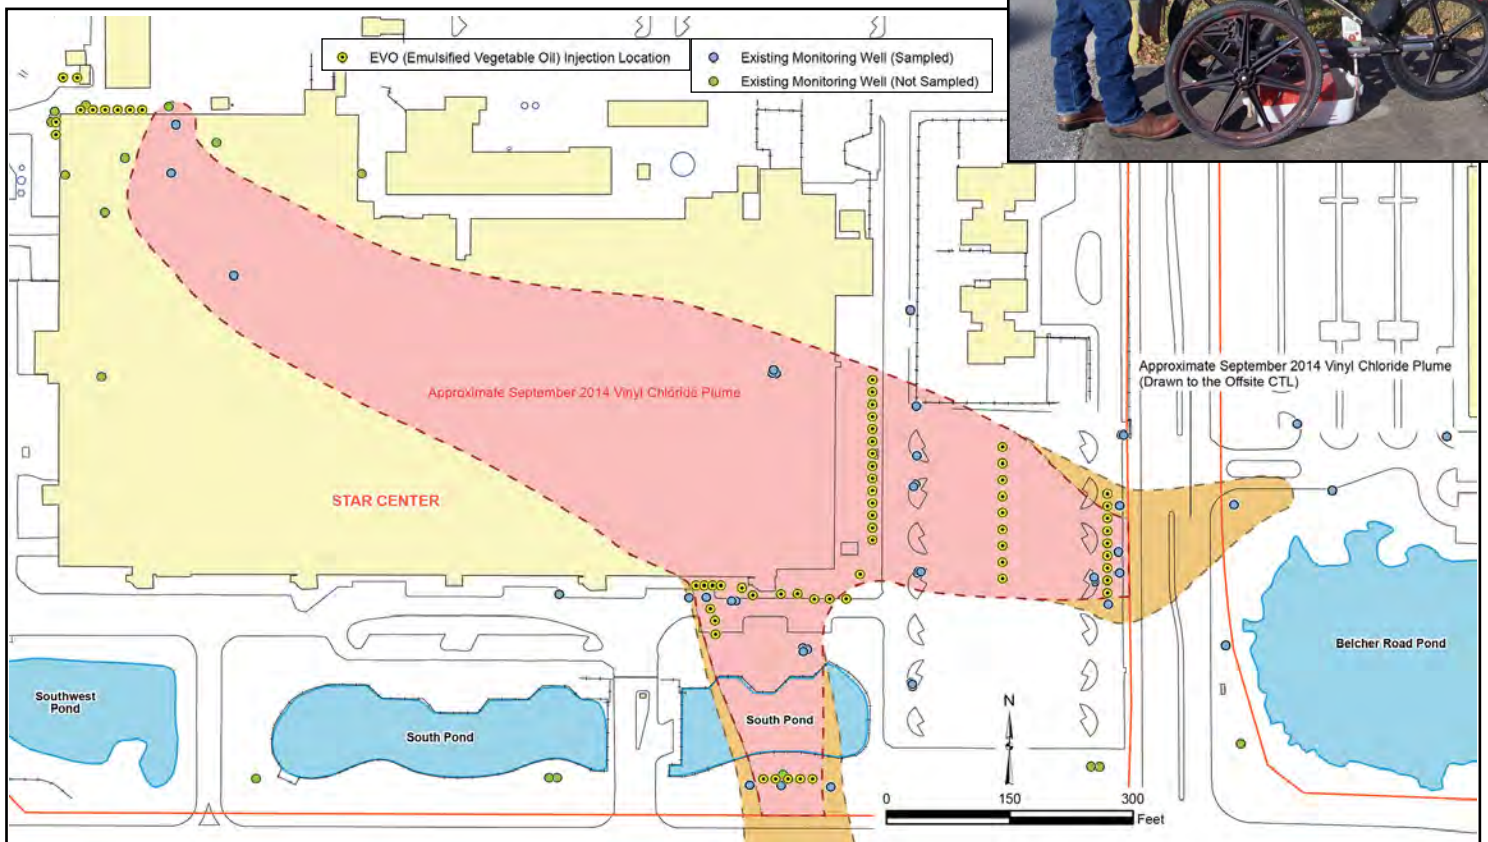 EVO (Emulsified Vegetable Oil) Injection Location
Existing Monitoring Well (Sampled)
Existing Monitoring Well (Not Sampled)
Approximate September 2014 Vinyl Chloride Plume
(Drawn to the Offsite CTL)
Approximate September 2014 Vinyl Chloride Plume
STAR CENTER
Belcher Road Pond
Southwest
Pond
South Pond
South Pond
N
0 150 300
Feet